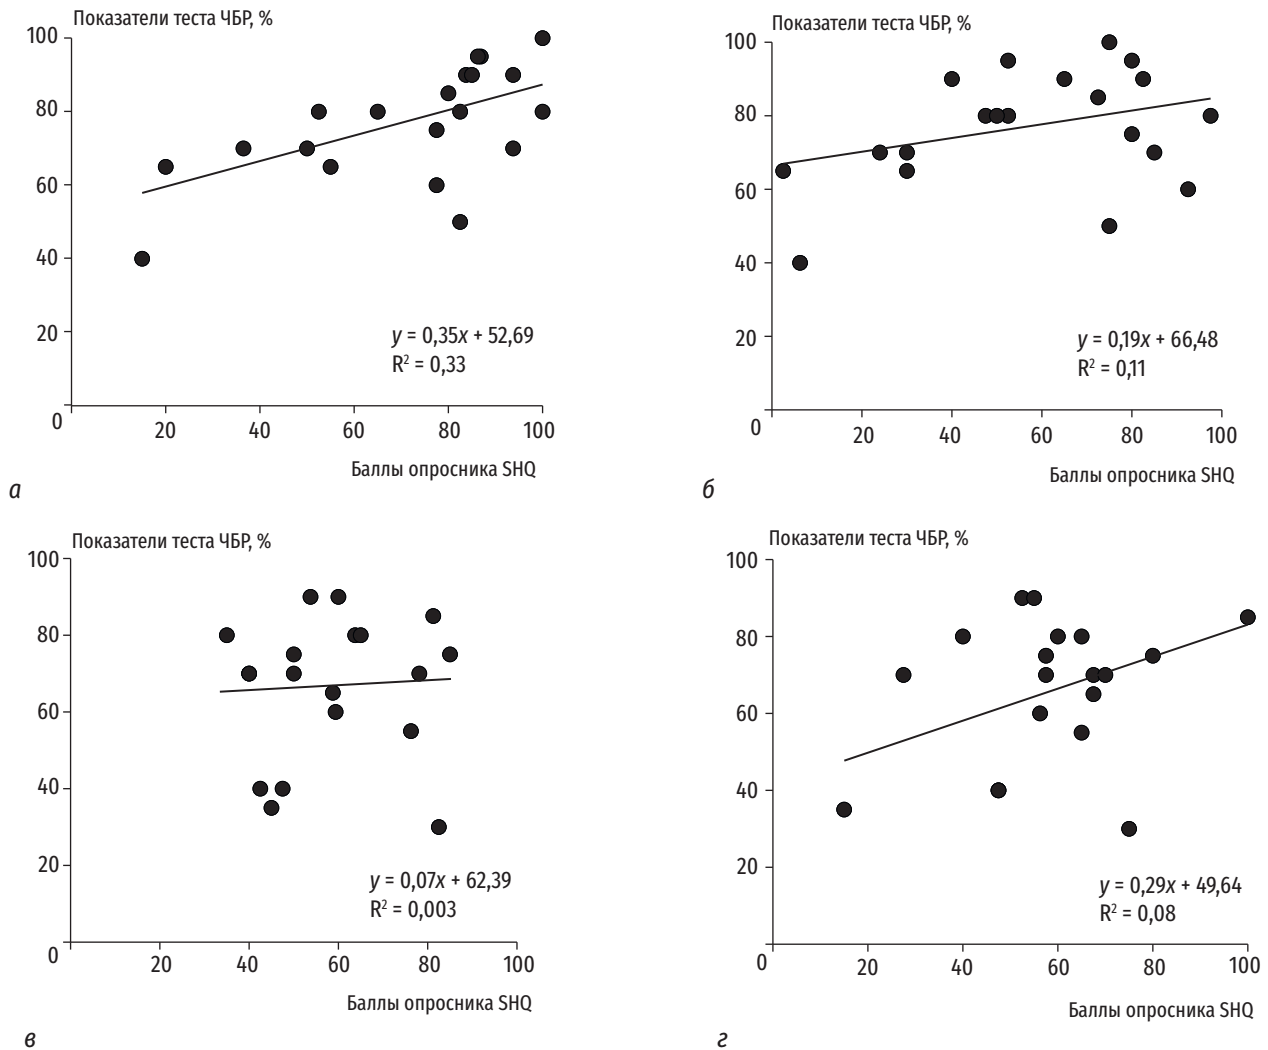 Показатели теста ЧБР, %
100
80
60
40
20
0
20
40
60
80
100
y = 0,35x + 52,69
R² = 0,33
Баллы опросника SHQ
а
Показатели теста ЧБР, %
100
80
60
40
20
0
20
40
60
80
100
y = 0,19x + 66,48
R² = 0,11
Баллы опросника SHQ
б
Показатели теста ЧБР, %
100
80
60
40
20
0
20
40
60
80
100
y = 0,07x + 62,39
R² = 0,003
Баллы опросника SHQ
в
Показатели теста ЧБР, %
100
80
60
40
20
0
20
40
60
80
100
y = 0,29x + 49,64
R² = 0,08
Баллы опросника SHQ
г